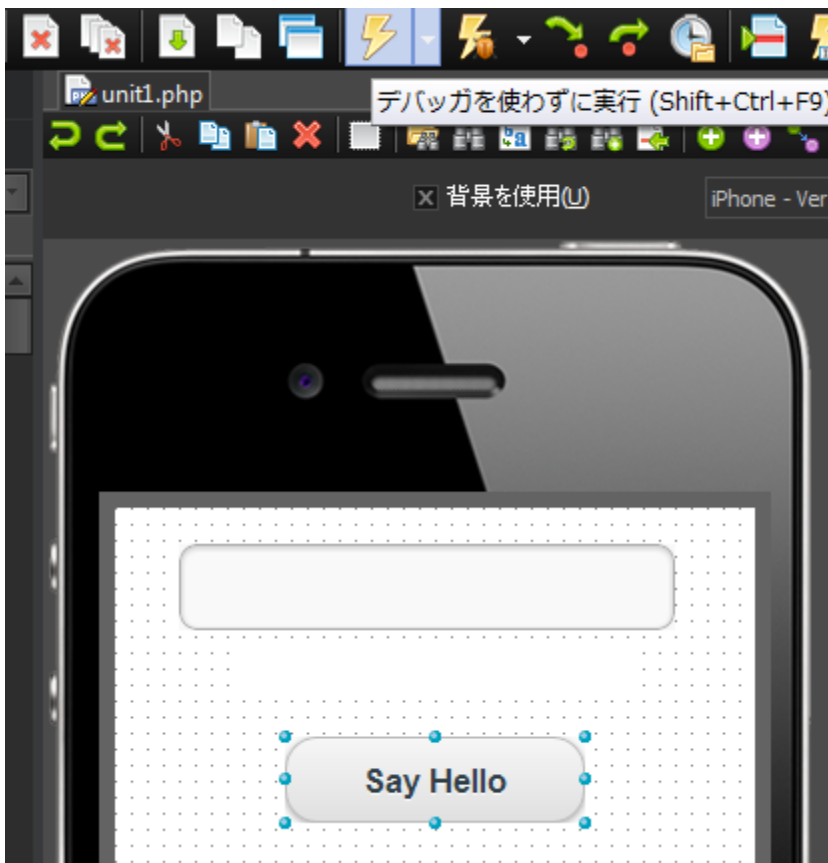 unit1.php
デバッガを使わずに実行 (Shift+Ctrl+F9)
背景を使用(U)
iPhone - Ver
Say Hello